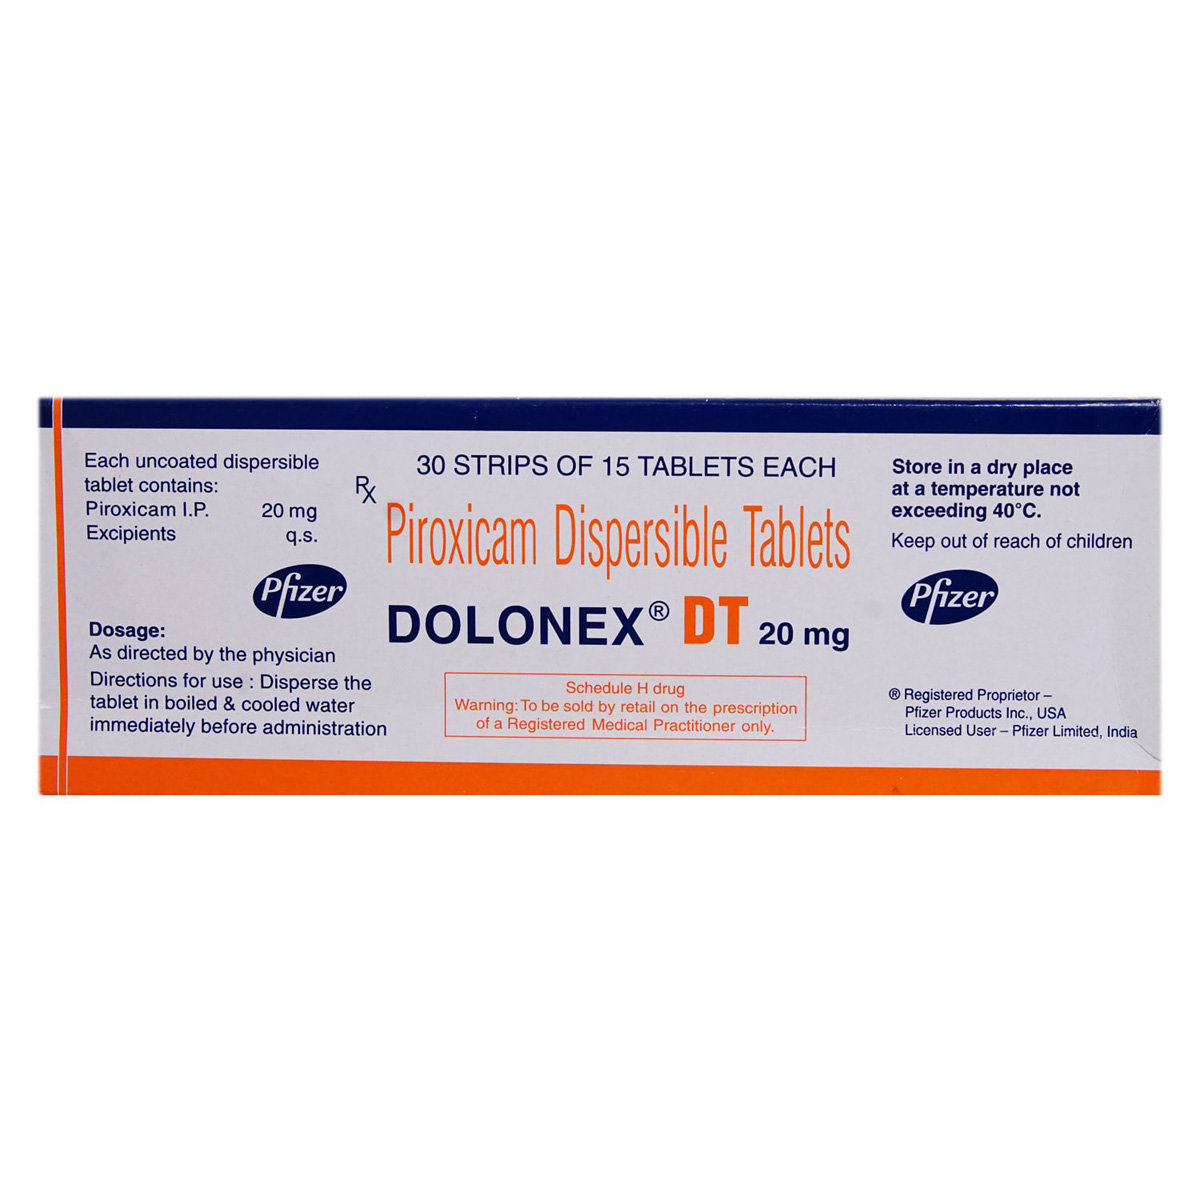 Each uncoated dispersible
tablet contains:
Piroxicam I.P. 20 mg
Excipients q.s.
Pfizer
Dosage:
As directed by the physician
Directions for use : Disperse the
tablet in boiled & cooled water
immediately before administration
30 STRIPS OF 15 TABLETS EACH
Rx
Piroxicam Dispersible Tablets
DOLONEX® DT 20 mg
Schedule H drug
Warning: To be sold by retail on the prescription
of a Registered Medical Practitioner only.
Store in a dry place
at a temperature not
exceeding 40°C.
Keep out of reach of children
Pfizer
® Registered Proprietor –
Pfizer Products Inc., USA
Licensed User – Pfizer Limited, India